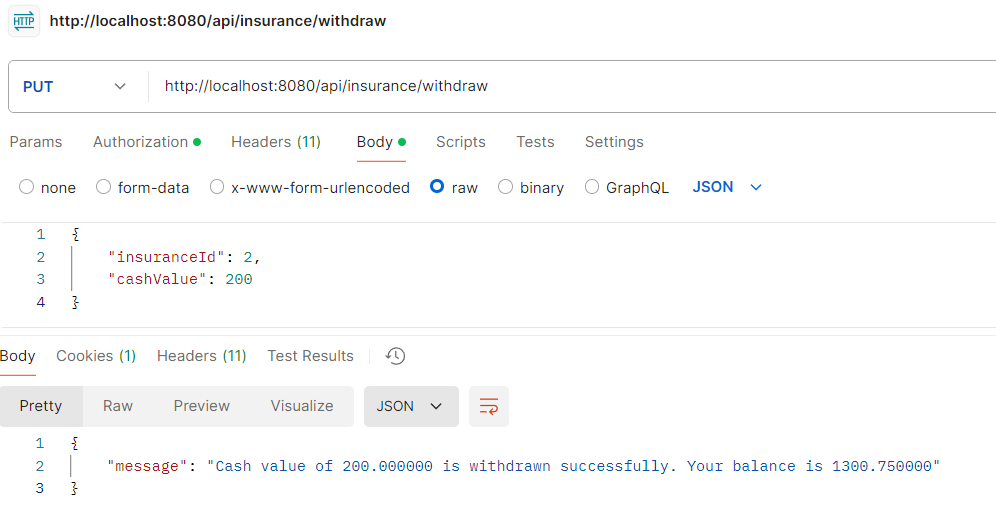 HTTP http://localhost:8080/api/insurance/withdraw
PUT http://localhost:8080/api/insurance/withdraw
Params Authorization Headers (11) Body Scripts Tests Settings
none form-data x-www-form-urlencoded raw binary GraphQL JSON
1 {
2 "insuranceId": 2,
3 "cashValue": 200
4 }
Body Cookies (1) Headers (11) Test Results
Pretty Raw Preview Visualize JSON
1 {
2 "message": "Cash value of 200.000000 is withdrawn successfully. Your balance is 1300.750000"
3 }